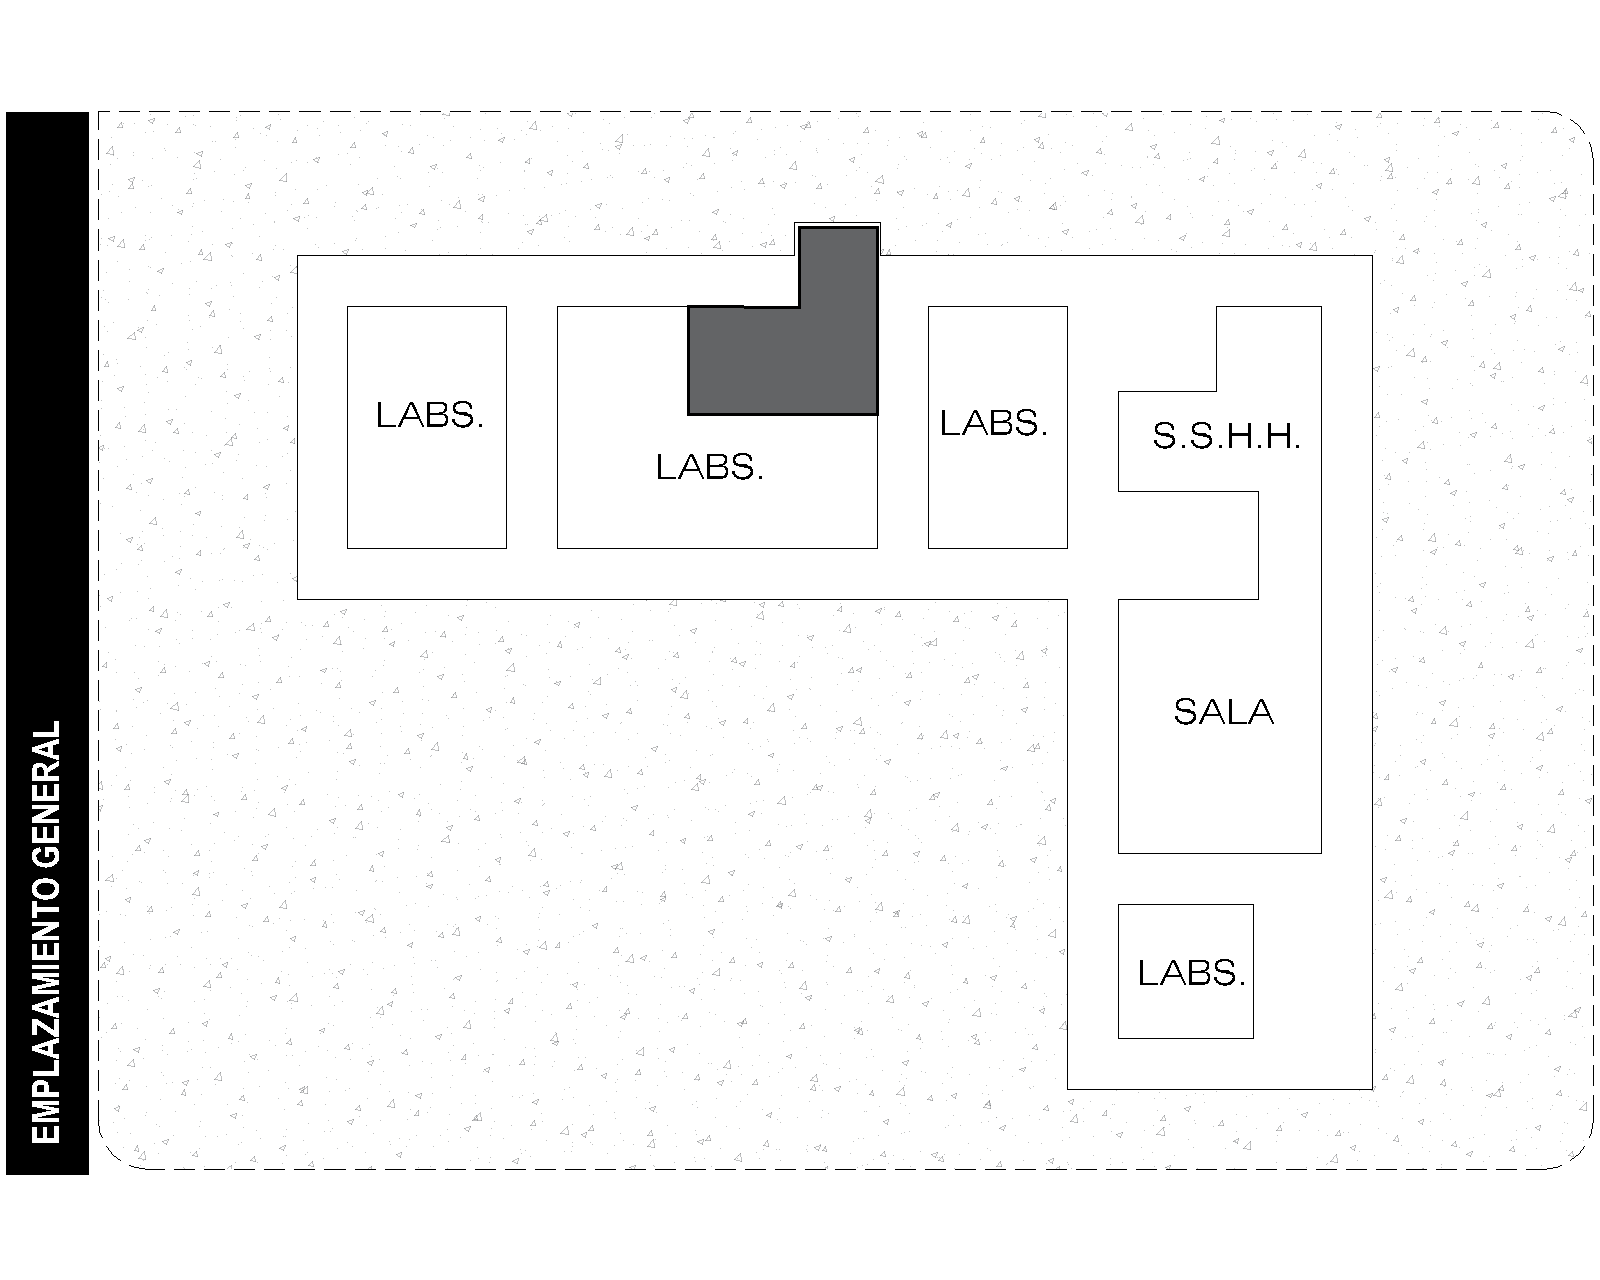 EMPLAZAMIENTO GENERAL
LABS.
LABS.
LABS.
S.S.H.H.
SALA
LABS.